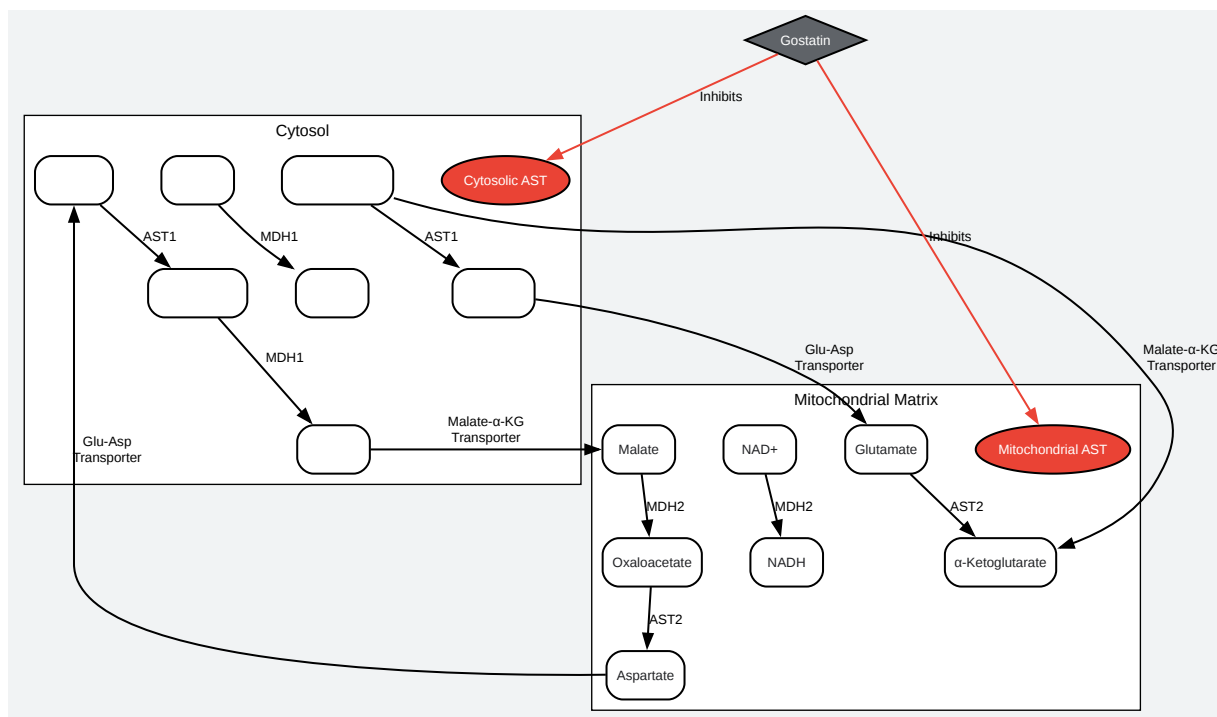 Gostatin
Inhibits
Cytosol
Cytosolic AST
AST1
MDH1
AST1
Inhibits
MDH1
Glu-Asp
Transporter
Malate-α-KG
Transporter
Mitochondrial Matrix
Malate-α-KG
Transporter
Glu-Asp
Transporter
Malate
NAD+
Glutamate
Mitochondrial AST
MDH2
MDH2
AST2
Oxaloacetate
NADH
α-Ketoglutarate
AST2
Aspartate